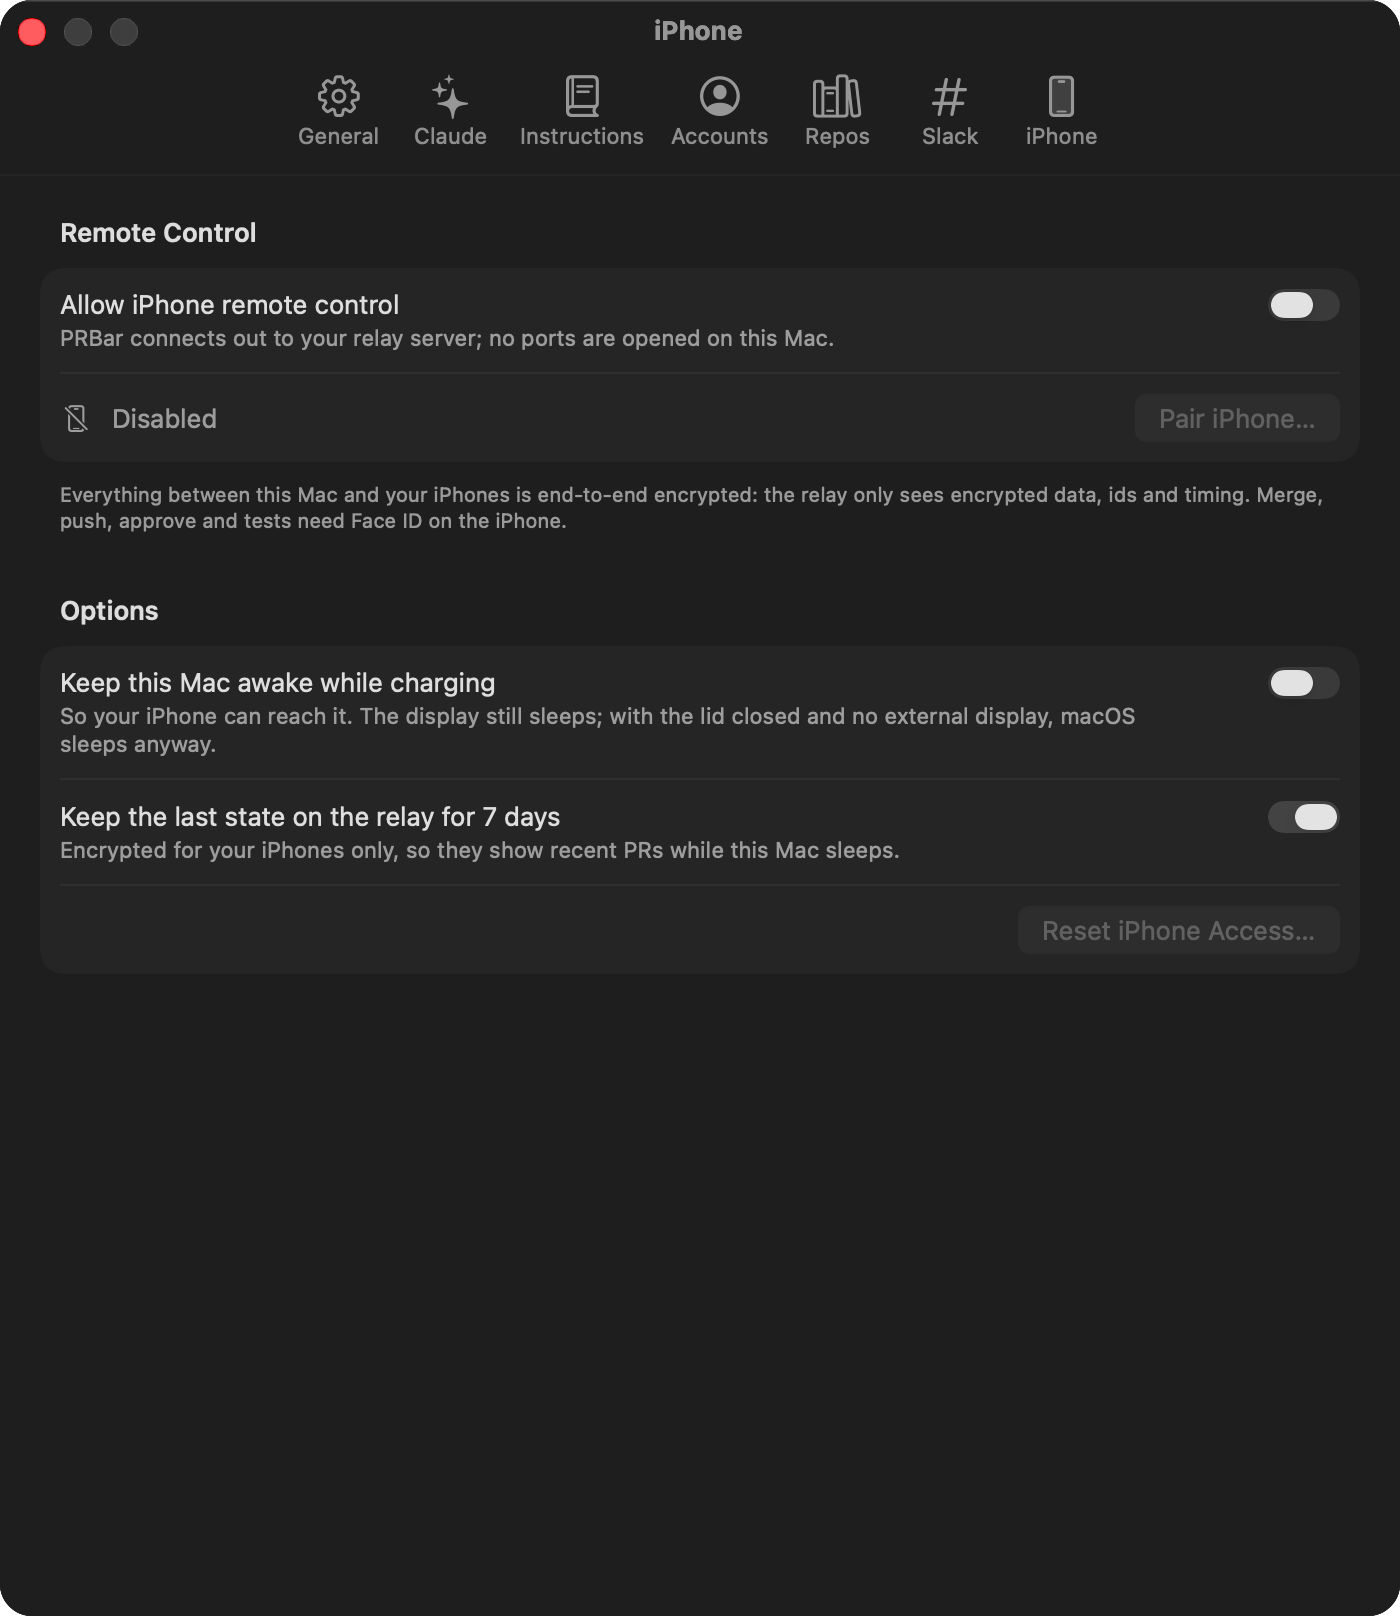 iPhone
General
Claude
Instructions
Accounts
Repos
Slack
iPhone
Remote Control
Allow iPhone remote control
PRBar connects out to your relay server; no ports are opened on this Mac.
Disabled
Pair iPhone...
Everything between this Mac and your iPhones is end-to-end encrypted: the relay only sees encrypted data, ids and timing. Merge,
push, approve and tests need Face ID on the iPhone.
Options
Keep this Mac awake while charging
So your iPhone can reach it. The display still sleeps; with the lid closed and no external display, macOS
sleeps anyway.
Keep the last state on the relay for 7 days
Encrypted for your iPhones only, so they show recent PRs while this Mac sleeps.
Reset iPhone Access...